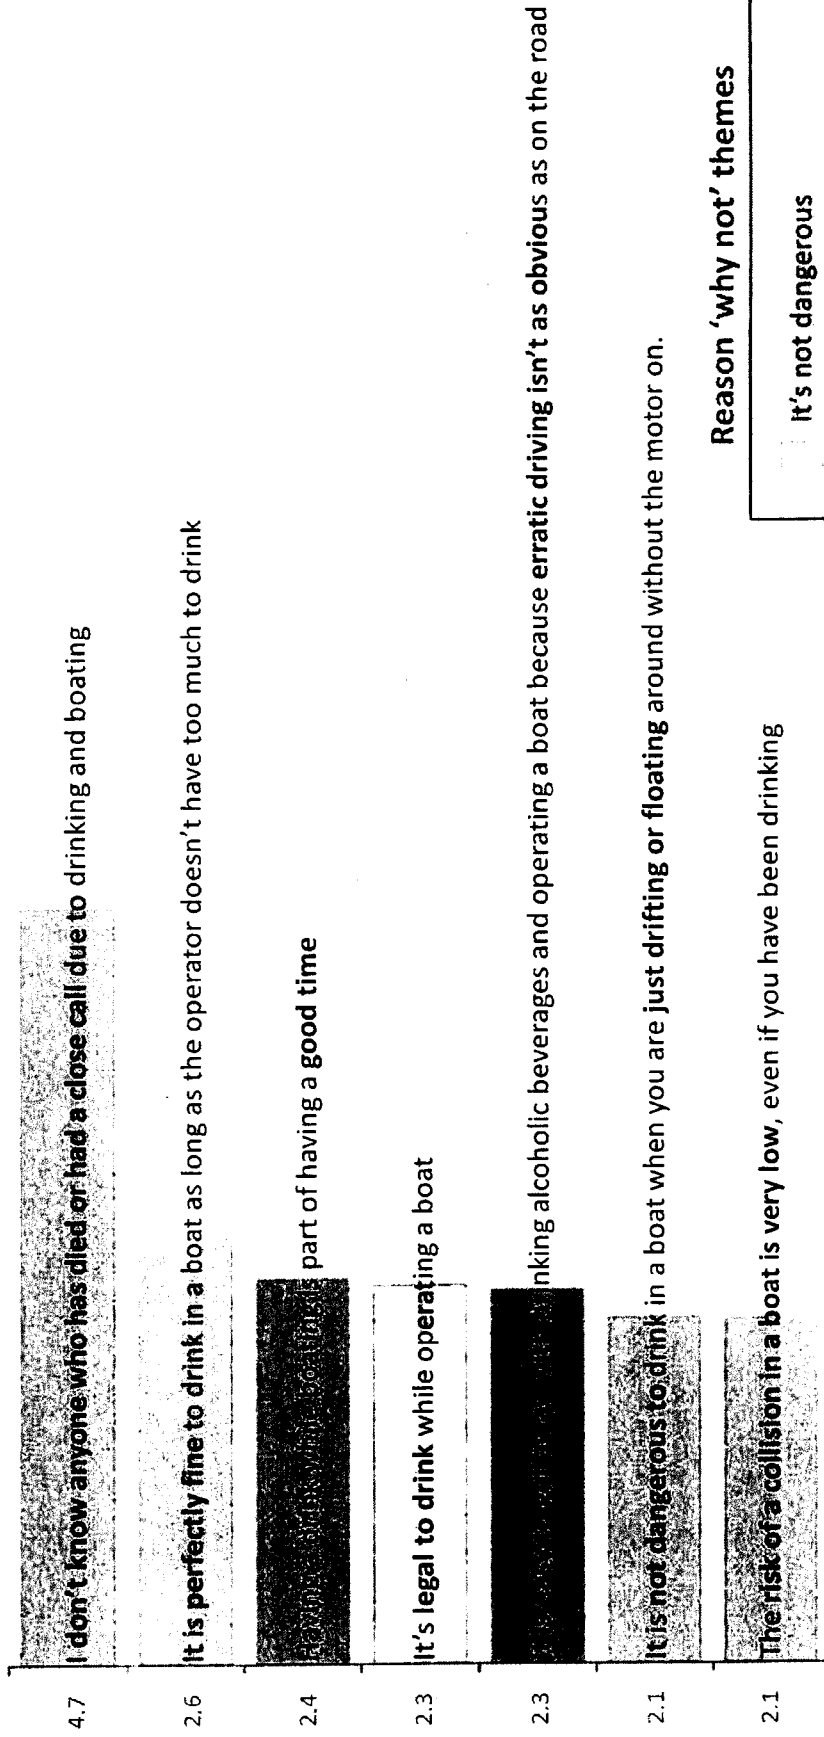 4.7 I don't know anyone who has died or had a close call due to drinking and boating
2.6 It is perfectly fine to drink in a boat as long as the operator doesn't have too much to drink
2.4 Having a drink while boating is part of having a good time
2.3 It's legal to drink while operating a boat
2.3 drinking alcoholic beverages and operating a boat because erratic driving isn't as obvious as on the road
2.1 It is not dangerous to drink in a boat when you are just drifting or floating around without the motor on.
2.1 The risk of a collision in a boat is very low, even if you have been drinking
Reason 'why not' themes
It's not dangerous